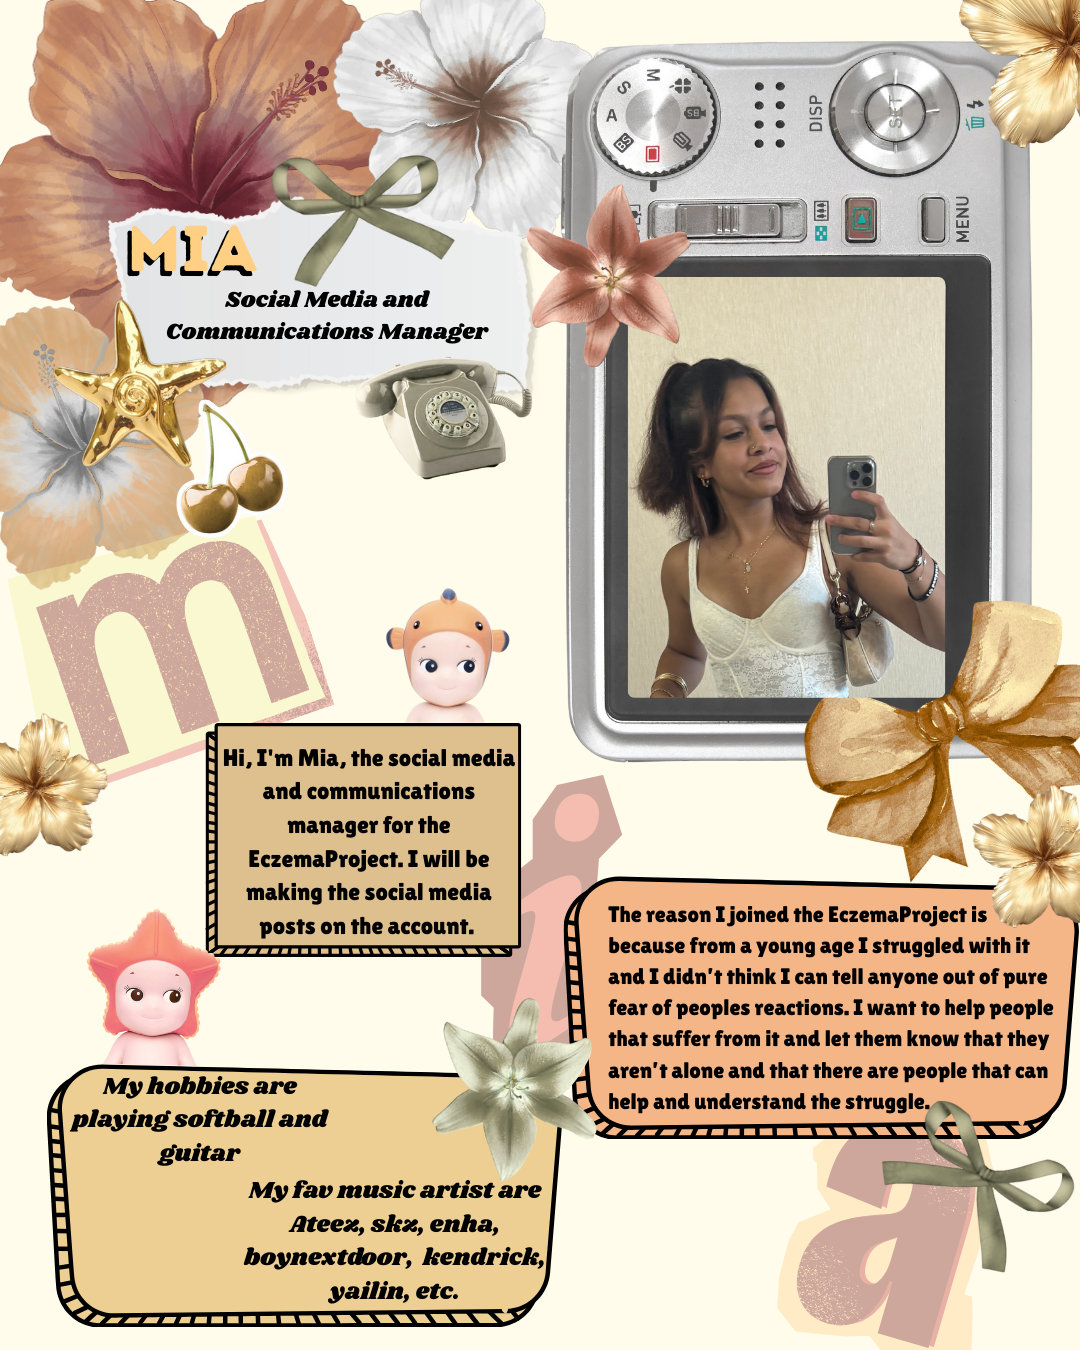 MIA
Social Media and
Communications Manager
M
S
A
BS
BS
DISP
SET
MENU
m
Hi, I'm Mia, the social media
and communications
manager for the
EczemaProject. I will be
making the social media
posts on the account.
i
The reason I joined the EczemaProject is
because from a young age I struggled with it
and I didn't think I can tell anyone out of pure
fear of peoples reactions. I want to help people
that suffer from it and let them know that they
aren't alone and that there are people that can
help and understand the struggle.
My hobbies are
playing softball and
guitar
My fav music artist are
Ateez, skz, enha,
boynextdoor, kendrick,
yailin, etc.
a